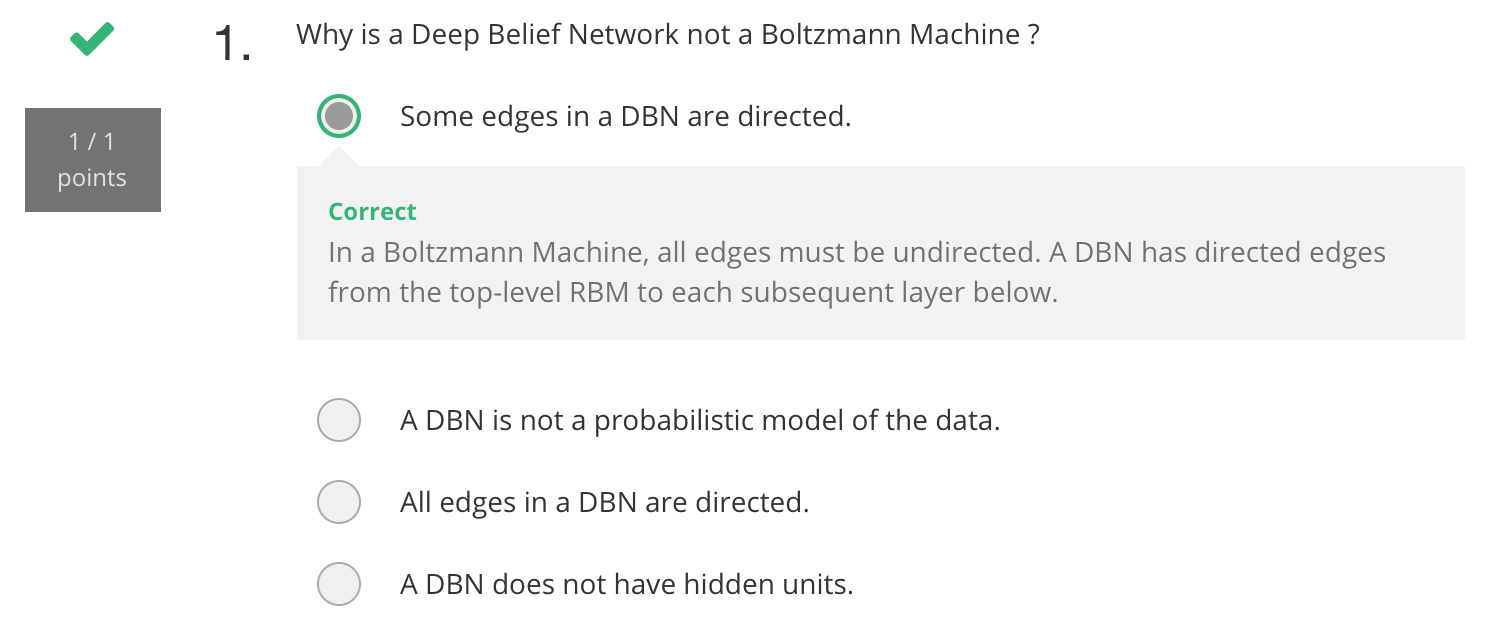 1.
Why is a Deep Belief Network not a Boltzmann Machine ?
1 / 1
points
Some edges in a DBN are directed.
Correct
In a Boltzmann Machine, all edges must be undirected. A DBN has directed edges
from the top-level RBM to each subsequent layer below.
A DBN is not a probabilistic model of the data.
All edges in a DBN are directed.
A DBN does not have hidden units.